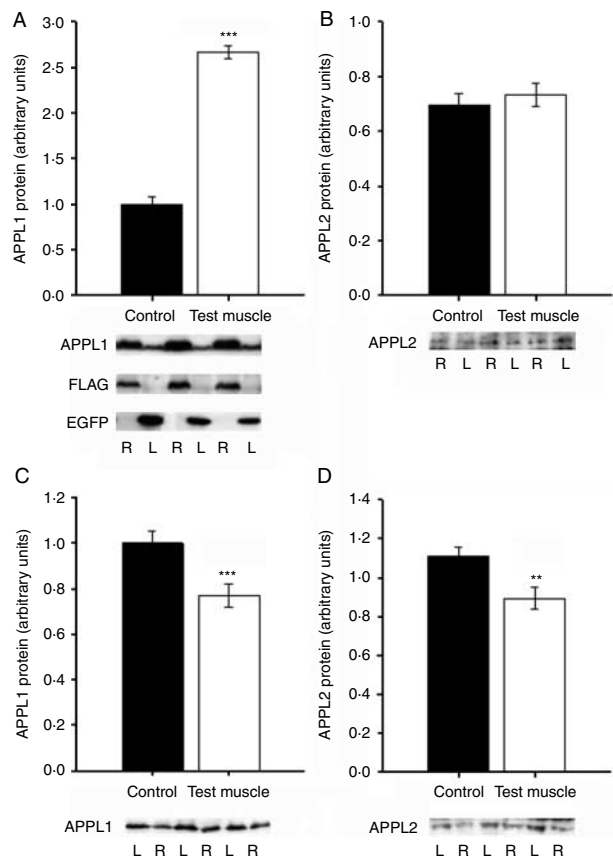 A
APPL1 protein (arbitrary units)
3·0
2·5
2·0
1·5
1·0
0·5
0·0
***
Control Test muscle
APPL1
FLAG
EGFP
R L R L R L
B
APPL2 protein (arbitrary units)
1·0
0·8
0·6
0·4
0·2
0·0
Control Test muscle
APPL2
R L R L R L
C
APPL1 protein (arbitrary units)
1·2
1·0
0·8
0·6
0·4
0·2
0·0
***
Control Test muscle
APPL1
L R L R L R
D
APPL2 protein (arbitrary units)
1·4
1·2
1·0
0·8
0·6
0·4
0·2
0·0
**
Control Test muscle
APPL2
L R L R L R